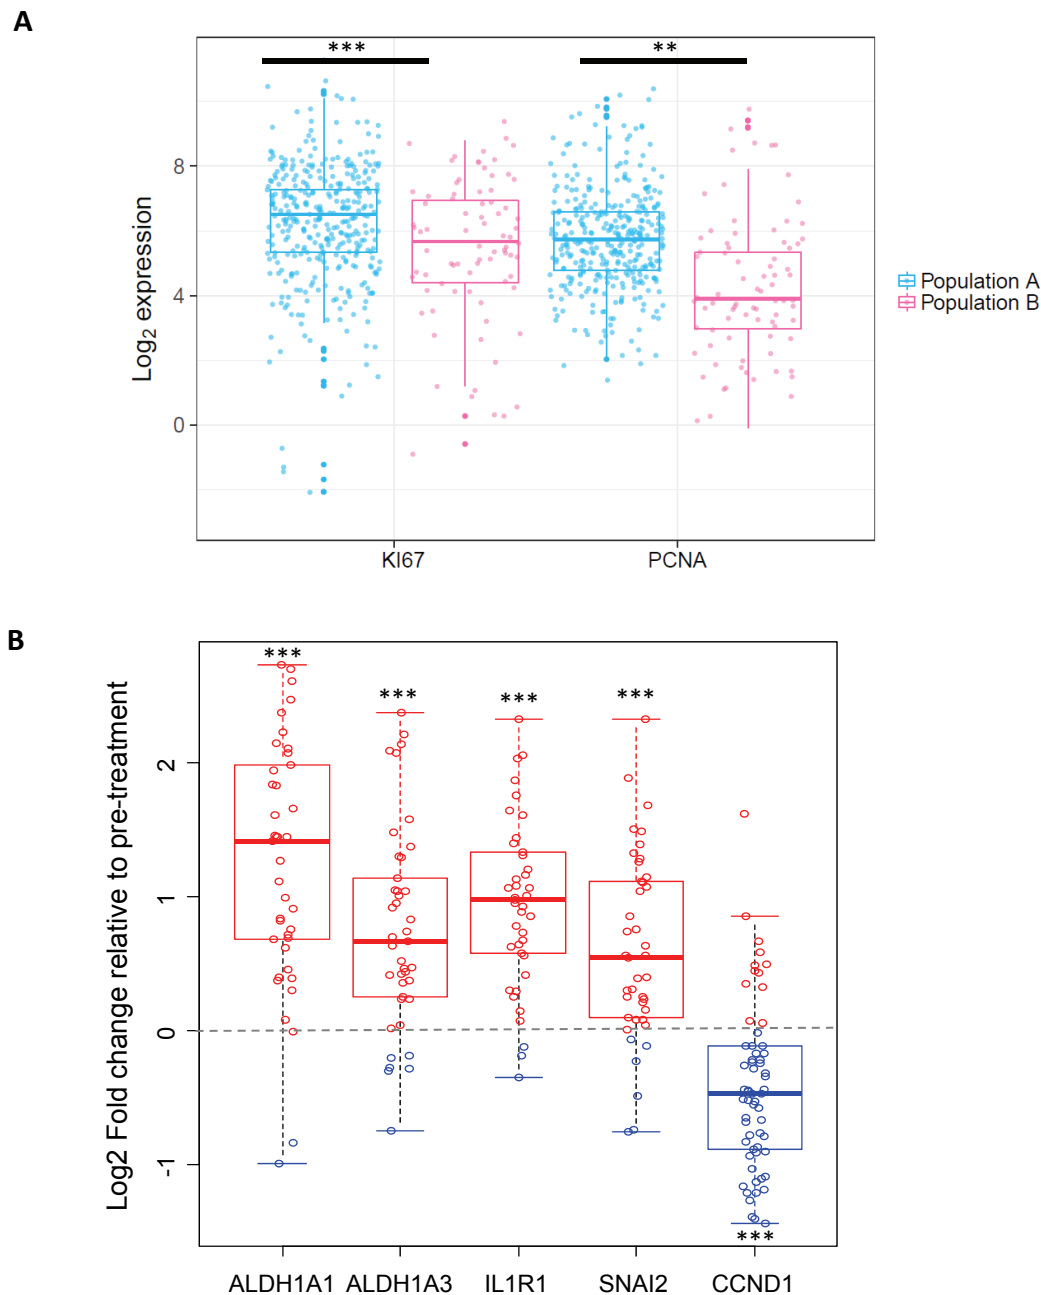 A
*** **
8
4
0
Log2 expression
KI67 PCNA
Population A
Population B
B
***
*** *** ***
2
1
0
-1
Log2 Fold change relative to pre-treatment
***
ALDH1A1 ALDH1A3 IL1R1 SNAI2 CCND1